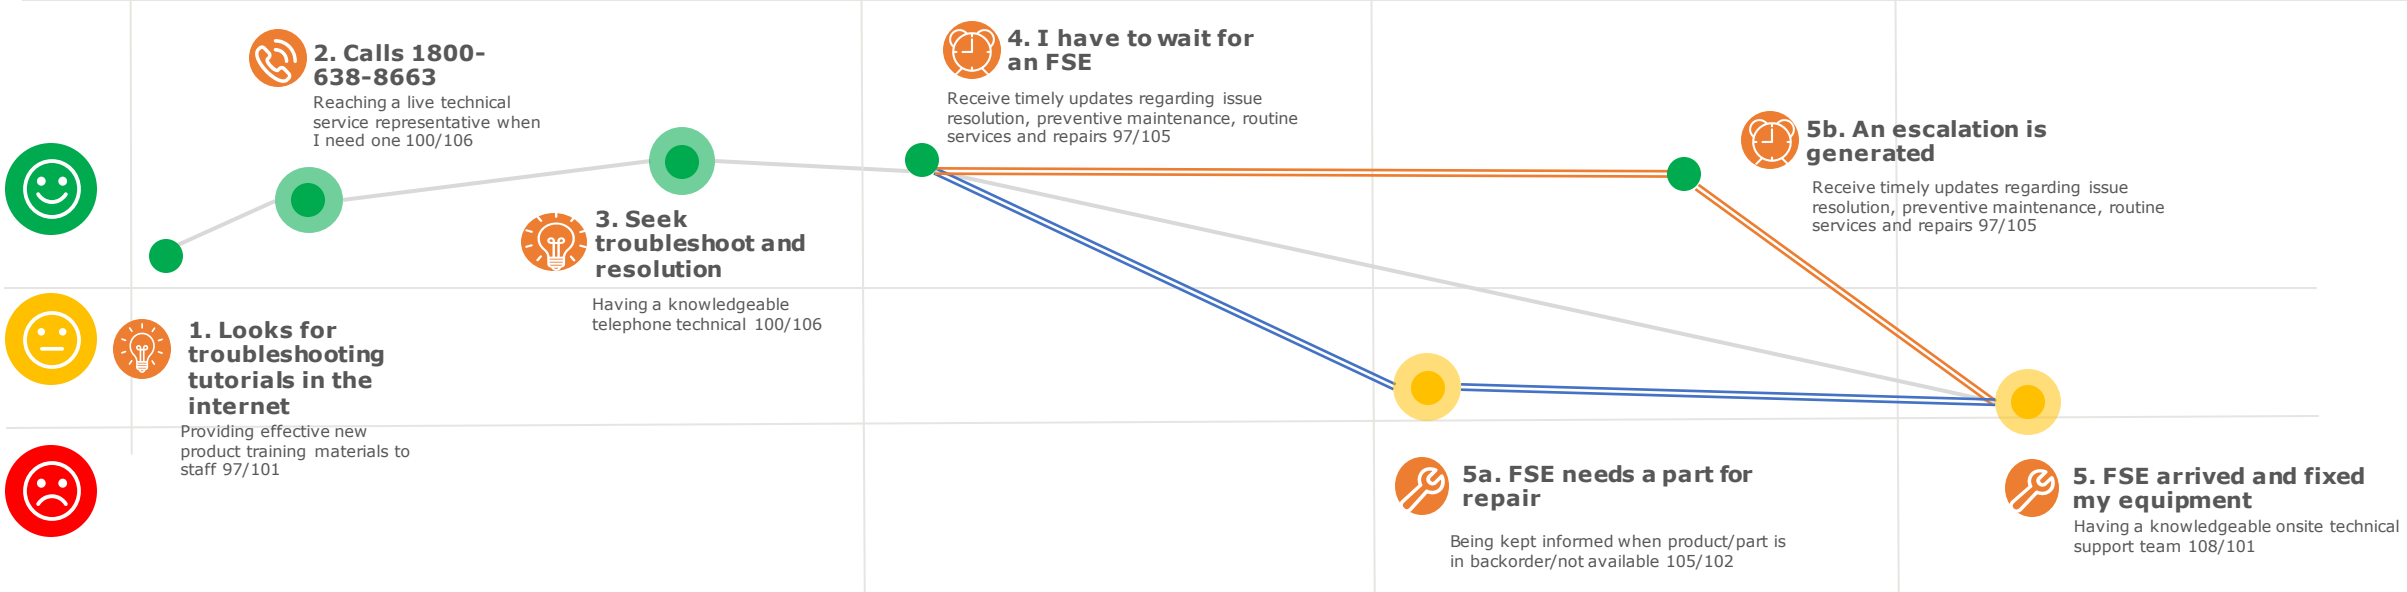 2. Calls 1800-
638-8663
Reaching a live technical
service representative when
I need one 100/106
4. I have to wait for
an FSE
Receive timely updates regarding issue
resolution, preventive maintenance, routine
services and repairs 97/105
5b. An escalation is
generated
Receive timely updates regarding issue
resolution, preventive maintenance, routine
services and repairs 97/105
3. Seek
troubleshoot and
resolution
Having a knowledgeable
telephone technical 100/106
1. Looks for
troubleshooting
tutorials in the
internet
Providing effective new
product training materials to
staff 97/101
5a. FSE needs a part for
repair
Being kept informed when product/part is
in backorder/not available 105/102
5. FSE arrived and fixed
my equipment
Having a knowledgeable onsite technical
support team 108/101